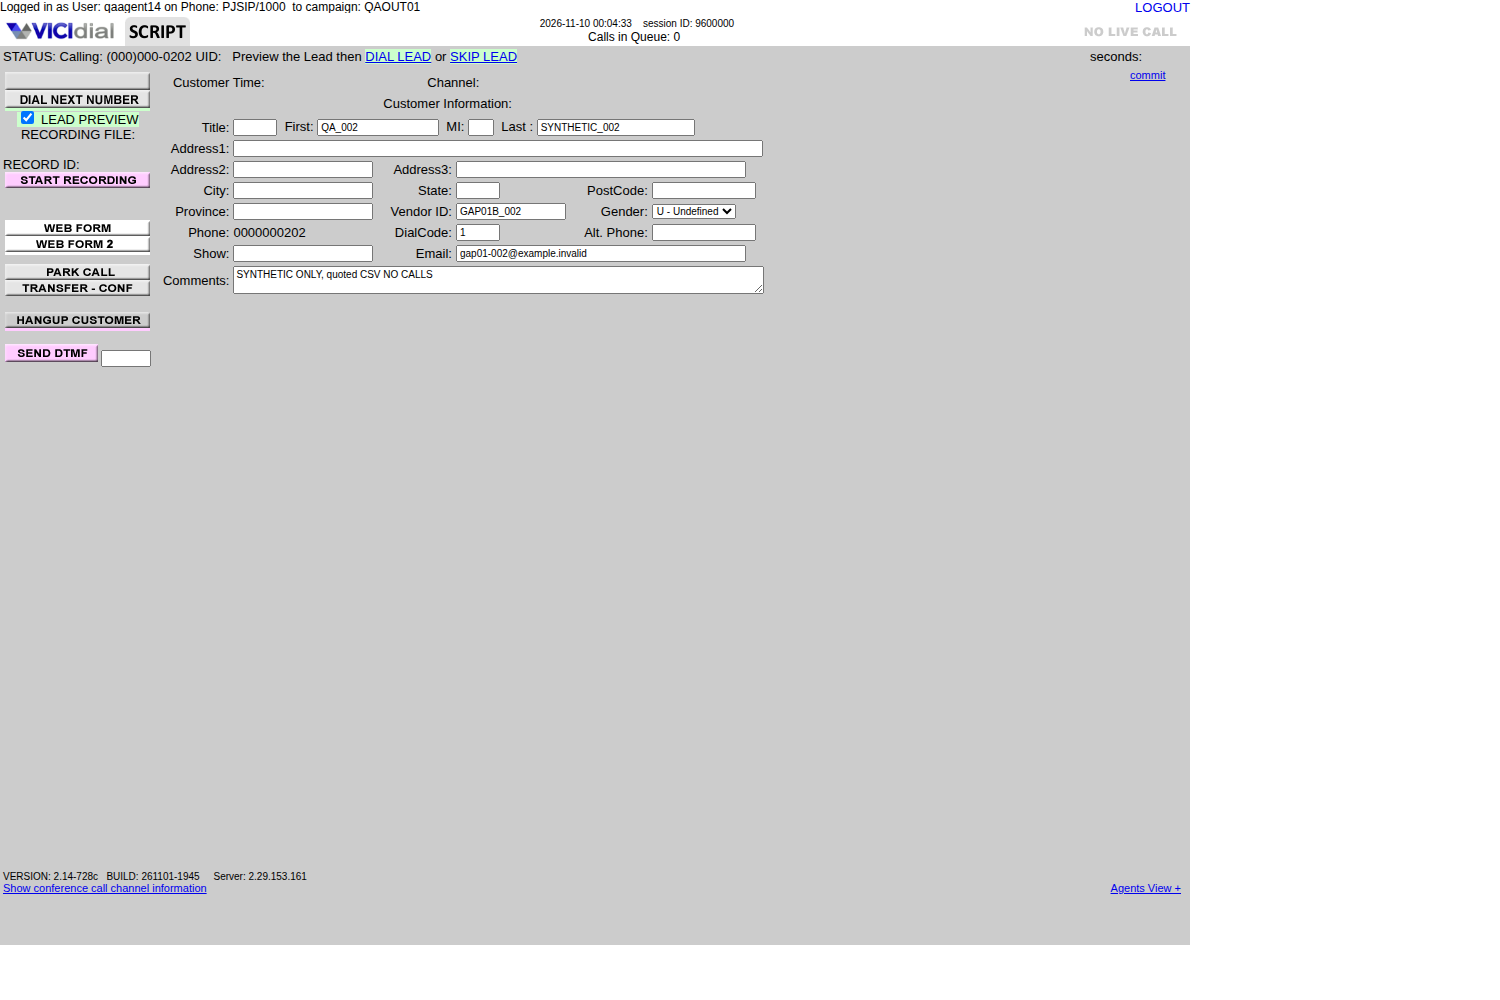 Logged in as User: qaagent14 on Phone: PJSIP/1000  to campaign: QAOUT01
LOGOUT
VICIdial
SCRIPT
2026-11-10 00:04:33    session ID: 9600000
Calls in Queue: 0
NO LIVE CALL
STATUS: Calling: (000)000-0202 UID:   Preview the Lead then DIAL LEAD or SKIP LEAD
seconds:
commit
Customer Time:
Channel:
DIAL NEXT NUMBER
Customer Information:
LEAD PREVIEW
Title:
First: QA_002
MI:
Last : SYNTHETIC_002
RECORDING FILE:
Address1:
RECORD ID:
Address2:
Address3:
START RECORDING
City:
State:
PostCode:
Province:
Vendor ID: GAP01B_002
Gender: U - Undefined
WEB FORM
Phone: 0000000202
DialCode: 1
Alt. Phone:
WEB FORM 2
Show:
Email: gap01-002@example.invalid
PARK CALL
Comments: SYNTHETIC ONLY, quoted CSV NO CALLS
TRANSFER - CONF
HANGUP CUSTOMER
SEND DTMF
VERSION: 2.14-728c   BUILD: 261101-1945     Server: 2.29.153.161
Show conference call channel information
Agents View +